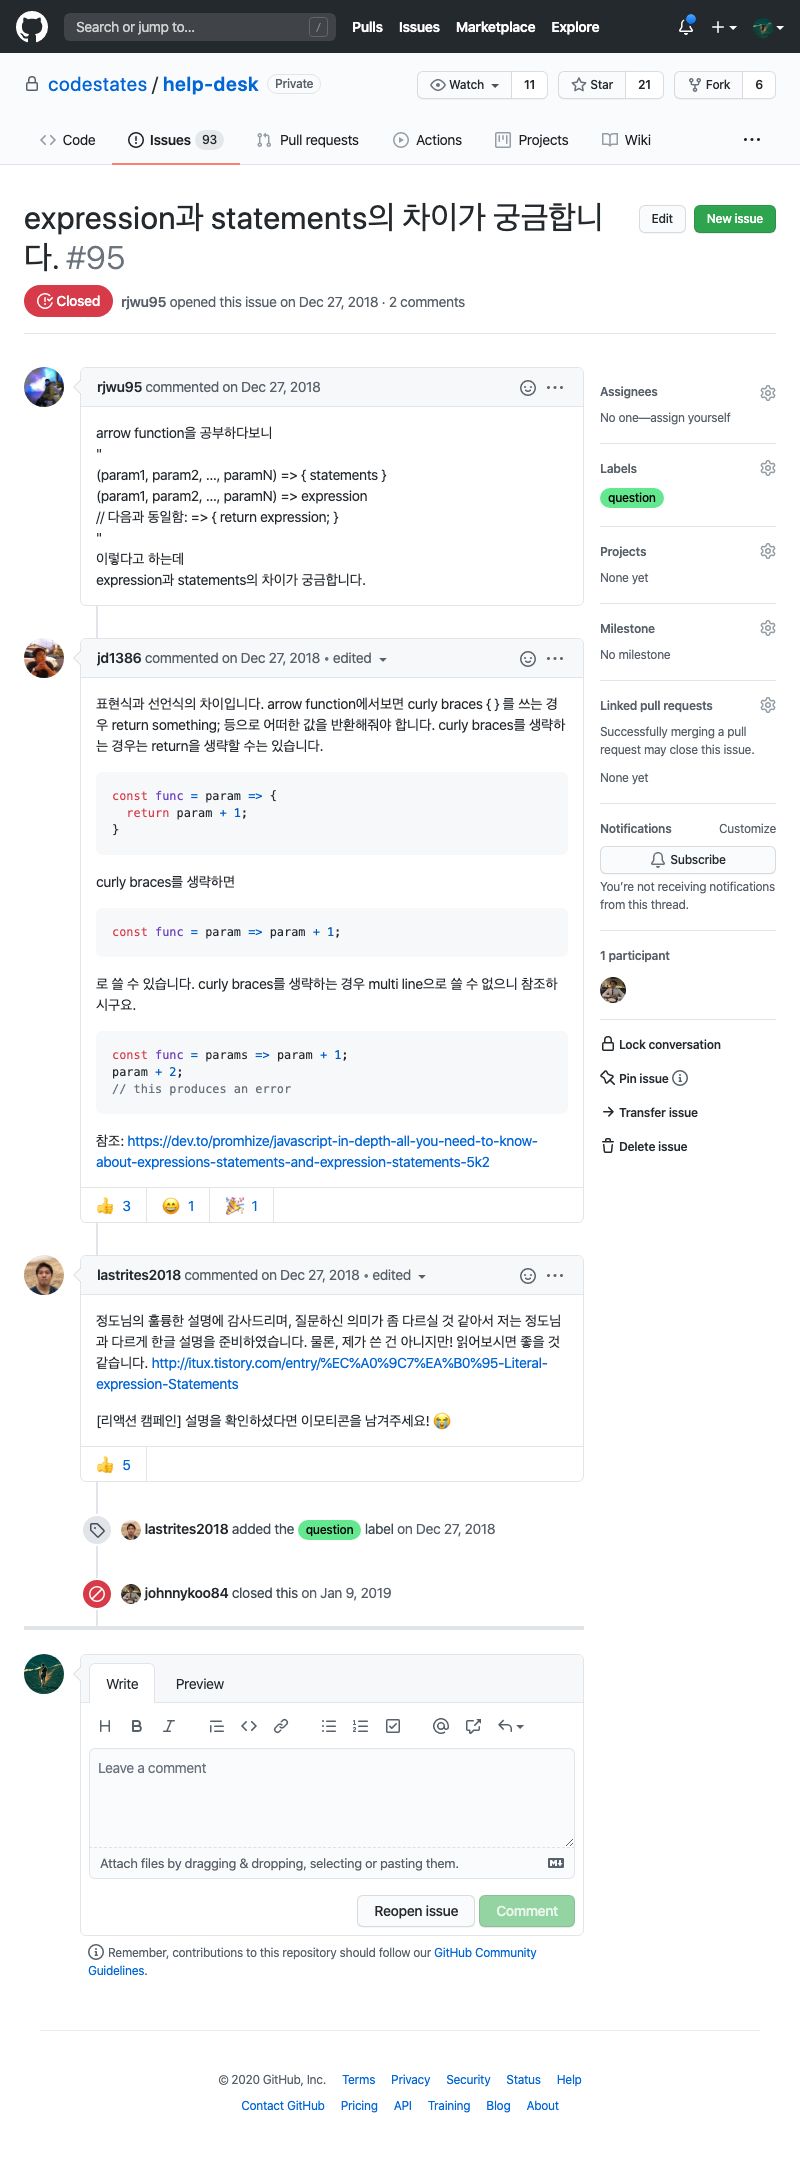 Search or jump to... /
Pulls Issues Marketplace Explore
codestates / help-desk Private
Watch 11 Star 21 Fork 6
Code Issues 93 Pull requests Actions Projects Wiki ...
expression과 statements의 차이가 궁금합니
다. #95
Edit New issue
Closed rjwu95 opened this issue on Dec 27, 2018 · 2 comments
rjwu95 commented on Dec 27, 2018
arrow function을 공부하다보니
"
(param1, param2, …, paramN) => { statements }
(param1, param2, …, paramN) => expression
// 다음과 동일함: => { return expression; }
"
이렇다고 하는데
expression과 statements의 차이가 궁금합니다.
jd1386 commented on Dec 27, 2018 • edited
표현식과 선언식의 차이입니다. arrow function에서보면 curly braces { } 를 쓰는 경
우 return something; 등으로 어떠한 값을 반환해줘야 합니다. curly braces를 생략하
는 경우는 return을 생략할 수는 있습니다.
const func = param => {
return param + 1;
}
curly braces를 생략하면
const func = param => param + 1;
로 쓸 수 있습니다. curly braces를 생략하는 경우 multi line으로 쓸 수 없으니 참조하
시구요.
const func = params => param + 1;
param + 2;
// this produces an error
참조: https://dev.to/promhize/javascript-in-depth-all-you-need-to-know-
about-expressions-statements-and-expression-statements-5k2
👍 3 😄 1 🎉 1
lastrites2018 commented on Dec 27, 2018 • edited
정도님의 훌륭한 설명에 감사드리며, 질문하신 의미가 좀 다르실 것 같아서 저는 정도님
과 다르게 한글 설명을 준비하였습니다. 물론, 제가 쓴 건 아니지만! 읽어보시면 좋을 것
같습니다. http://itux.tistory.com/entry/%EC%A0%9C7%EA%B0%95-Literal-
expression-Statements
[리액션 캠페인] 설명을 확인하셨다면 이모티콘을 남겨주세요! 😭
👍 5
lastrites2018 added the question label on Dec 27, 2018
johnnykoo84 closed this on Jan 9, 2019
Write Preview
Leave a comment
Attach files by dragging & dropping, selecting or pasting them.
Reopen issue Comment
Remember, contributions to this repository should follow our GitHub Community
Guidelines.
Assignees
No one—assign yourself
Labels
question
Projects
None yet
Milestone
No milestone
Linked pull requests
Successfully merging a pull
request may close this issue.
None yet
Notifications Customize
Subscribe
You're not receiving notifications
from this thread.
1 participant
Lock conversation
Pin issue
Transfer issue
Delete issue
© 2020 GitHub, Inc. Terms Privacy Security Status Help
Contact GitHub Pricing API Training Blog About